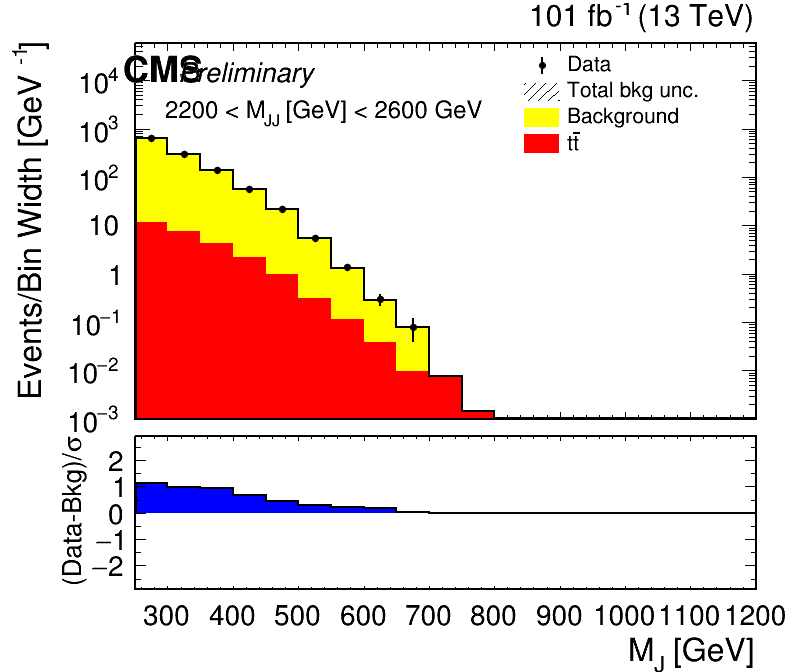 101 fb⁻¹ (13 TeV)
CMS Preliminary
2200 < M_JJ [GeV] < 2600 GeV
Data
Total bkg unc.
Background
tt̄
Events/Bin Width [GeV⁻¹]
10⁴
10³
10²
10
1
10⁻¹
10⁻²
10⁻³
(Data-Bkg)/σ
2
1
0
−1
−2
300 400 500 600 700 800 900 1000 1100 1200
M_J [GeV]